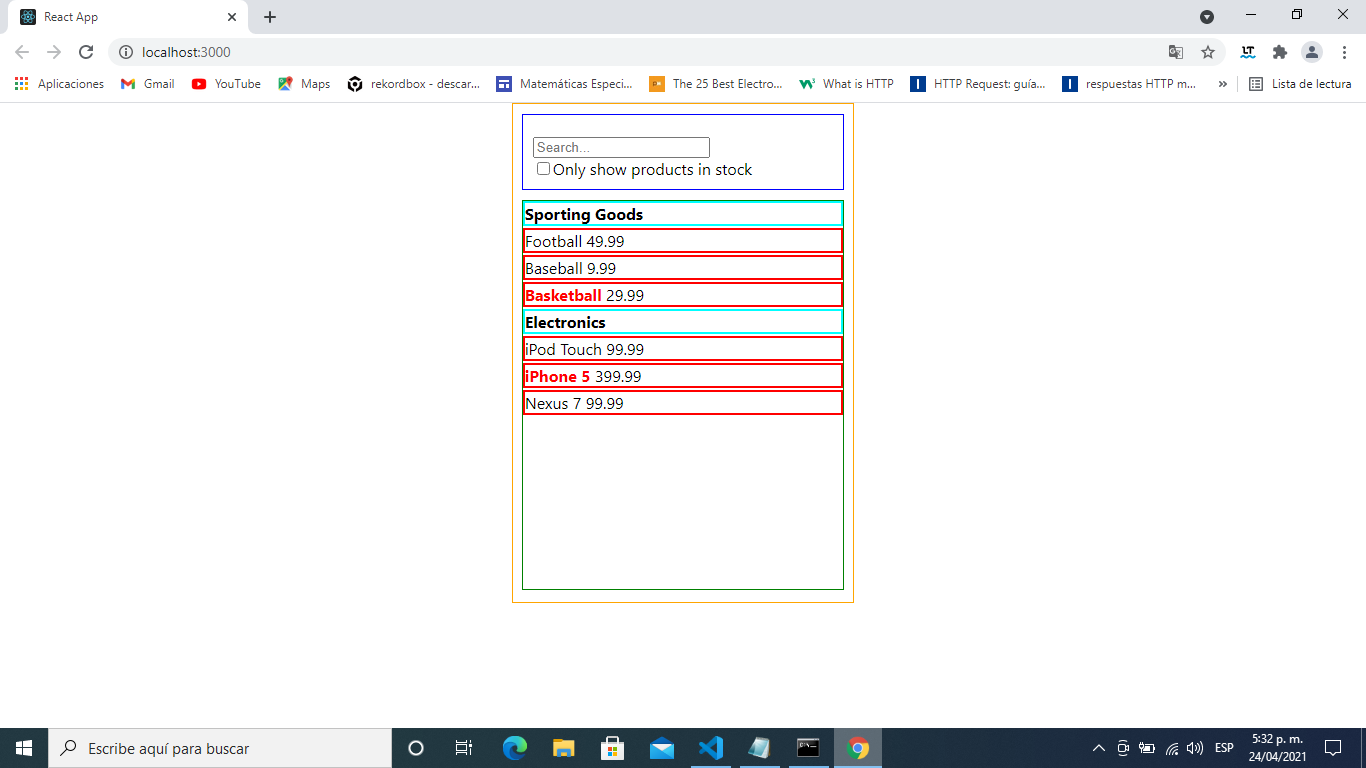 React App
localhost:3000
Aplicaciones Gmail YouTube Maps rekordbox - descar... Matemáticas Especi... The 25 Best Electro... What is HTTP HTTP Request: guía... respuestas HTTP m... » Lista de lectura
Search...
Only show products in stock
Sporting Goods
Football 49.99
Baseball 9.99
Basketball 29.99
Electronics
iPod Touch 99.99
iPhone 5 399.99
Nexus 7 99.99
Escribe aquí para buscar
ESP
5:32 p. m.
24/04/2021